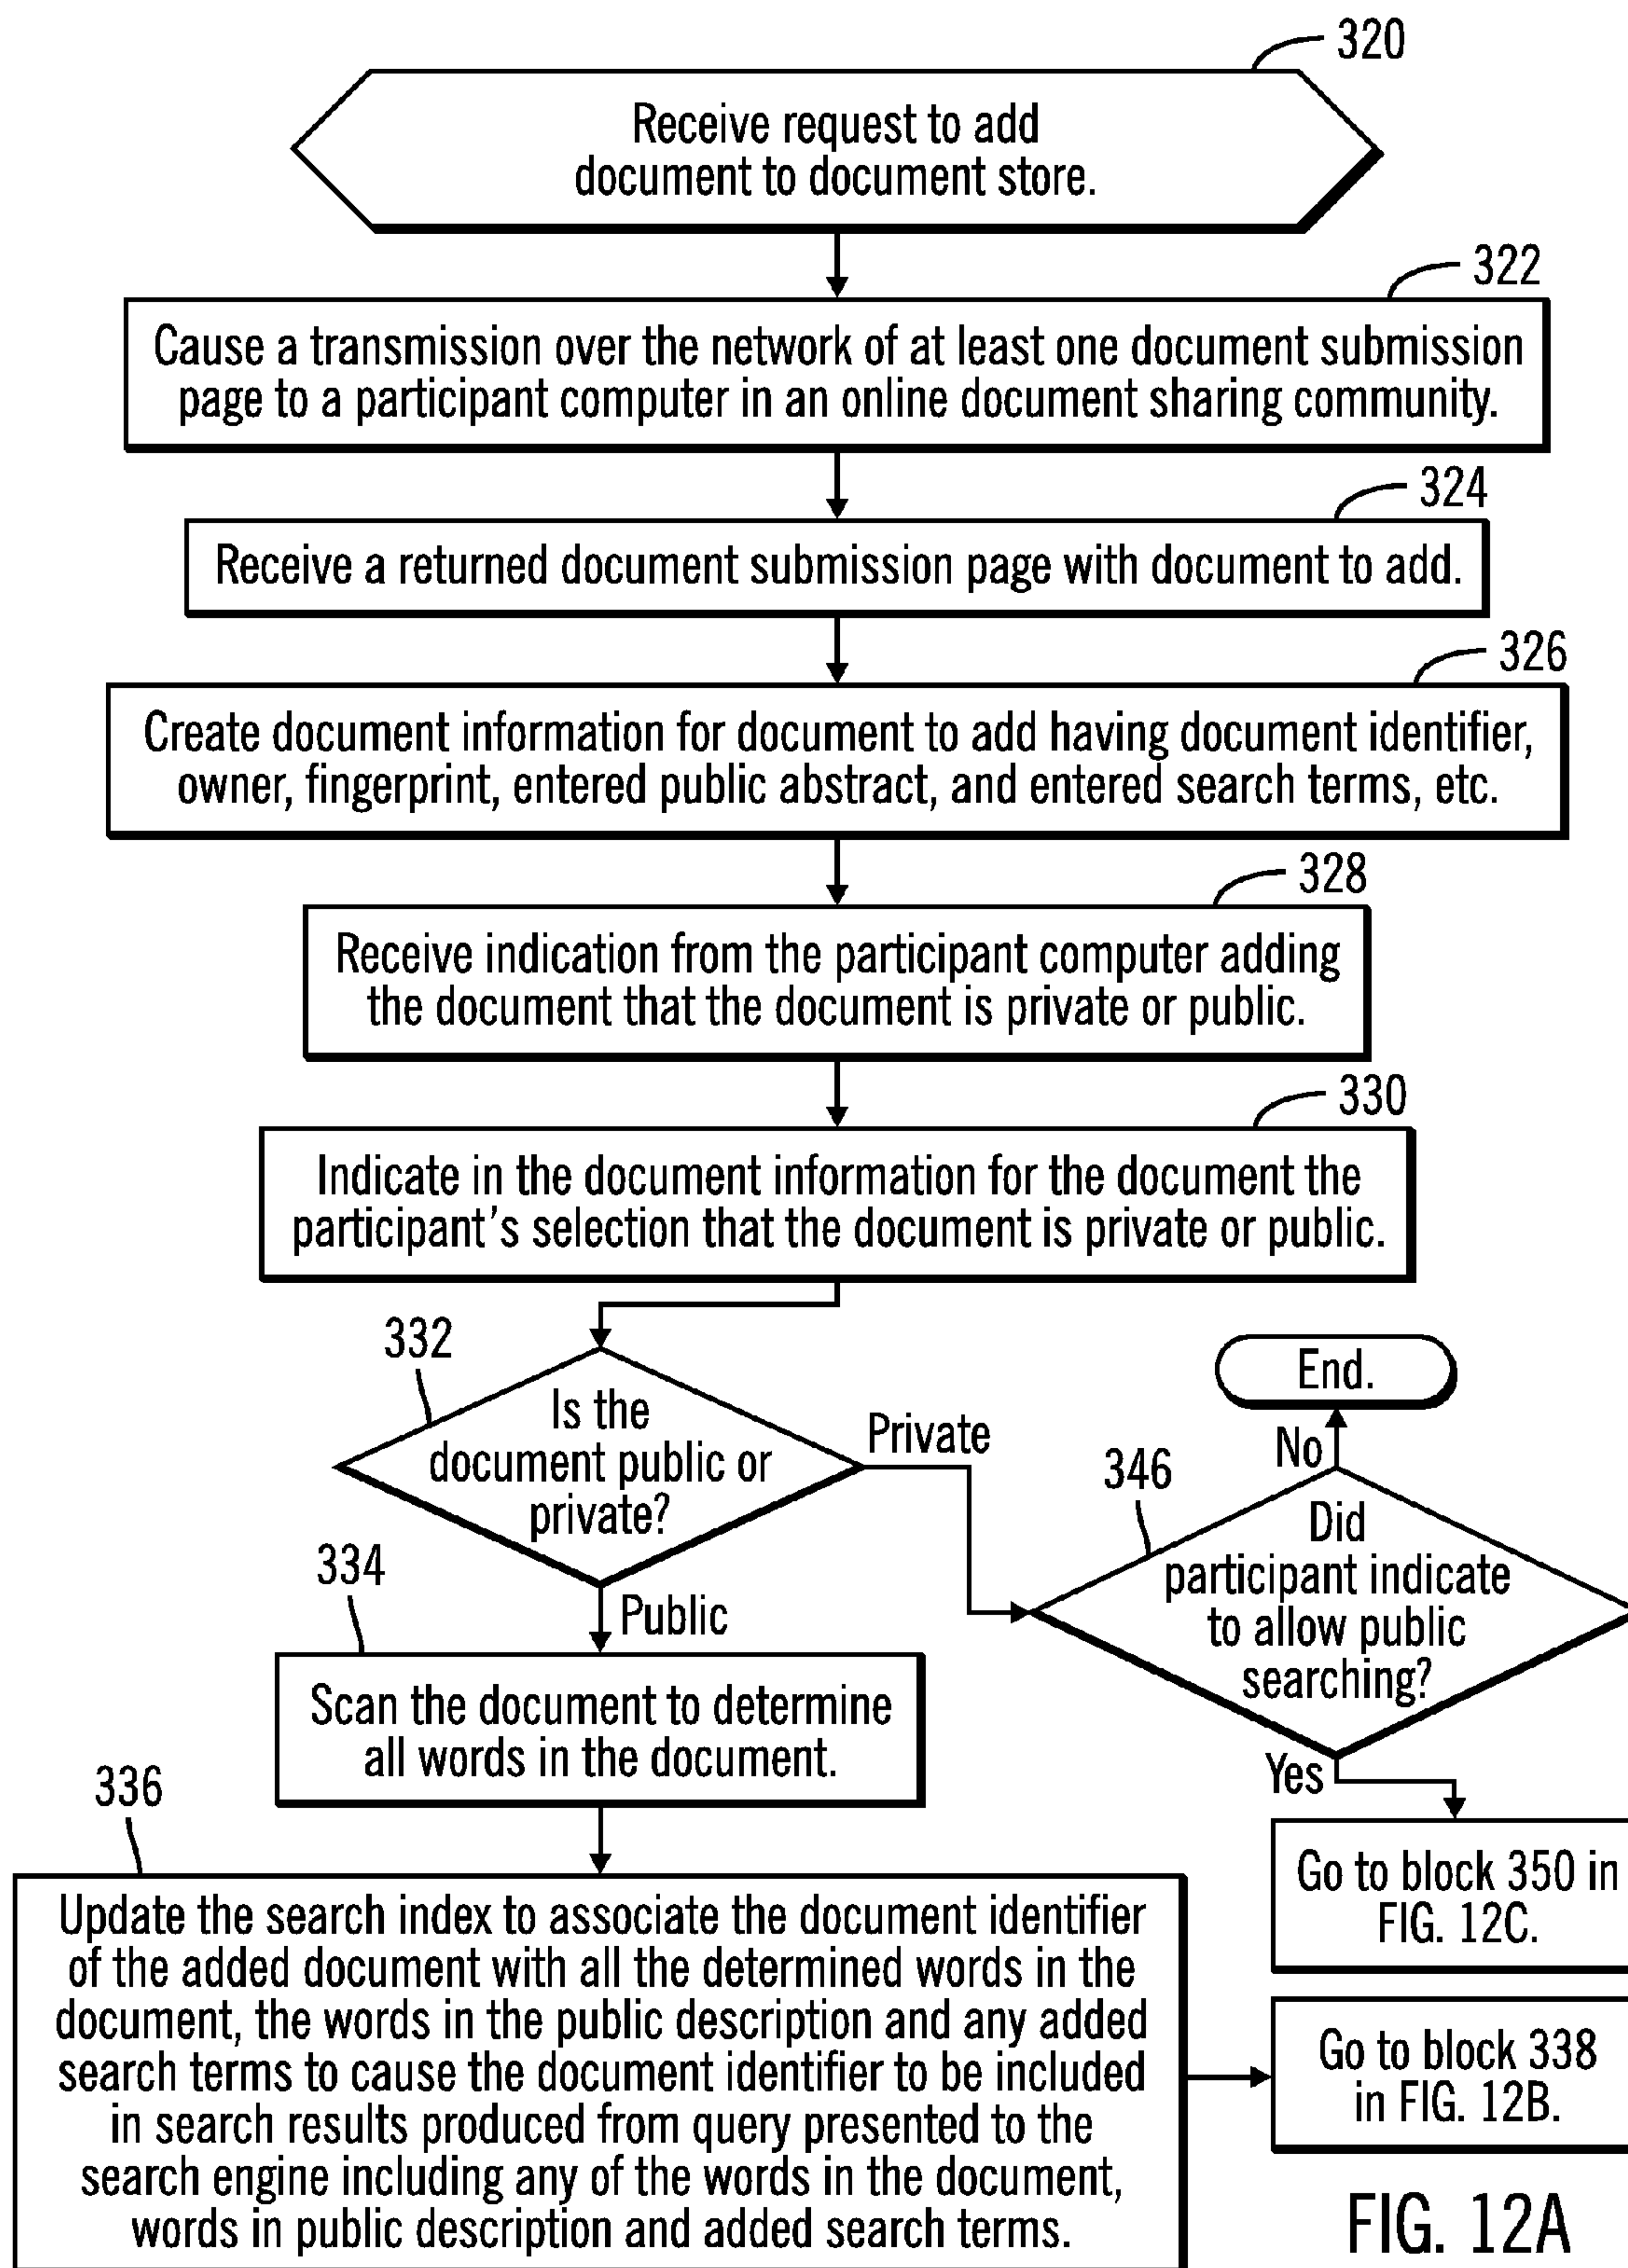 320
Receive request to add
document to document store.
322
Cause a transmission over the network of at least one document submission
page to a participant computer in an online document sharing community.
324
Receive a returned document submission page with document to add.
326
Create document information for document to add having document identifier,
owner, fingerprint, entered public abstract, and entered search terms, etc.
328
Receive indication from the participant computer adding
the document that the document is private or public.
330
Indicate in the document information for the document the
participant's selection that the document is private or public.
332
Is the
document public or
private?
Private
Public
346
Did
participant indicate
to allow public
searching?
No
End.
Yes
Go to block 350 in
FIG. 12C.
334
Scan the document to determine
all words in the document.
336
Update the search index to associate the document identifier
of the added document with all the determined words in the
document, the words in the public description and any added
search terms to cause the document identifier to be included
in search results produced from query presented to the
search engine including any of the words in the document,
words in public description and added search terms.
Go to block 338
in FIG. 12B.
FIG. 12A